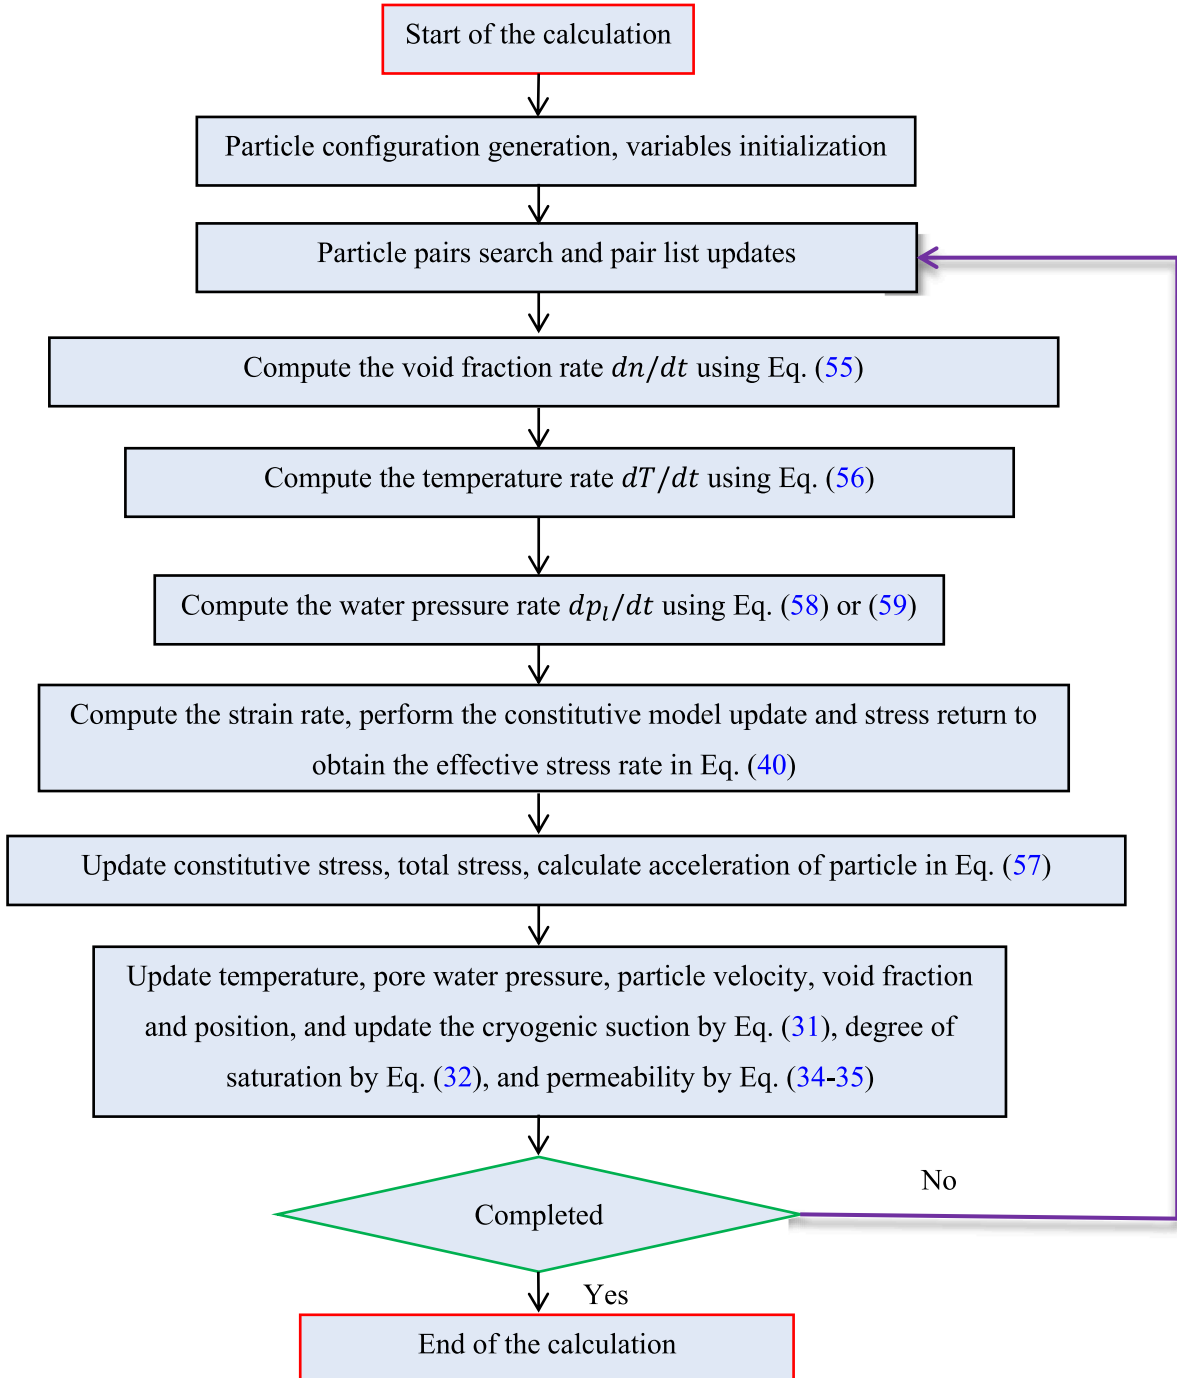 Start of the calculation
Particle configuration generation, variables initialization
Particle pairs search and pair list updates
Compute the void fraction rate dn/dt using Eq. (55)
Compute the temperature rate dT/dt using Eq. (56)
Compute the water pressure rate dpₗ/dt using Eq. (58) or (59)
Compute the strain rate, perform the constitutive model update and stress return to
obtain the effective stress rate in Eq. (40)
Update constitutive stress, total stress, calculate acceleration of particle in Eq. (57)
Update temperature, pore water pressure, particle velocity, void fraction
and position, and update the cryogenic suction by Eq. (31), degree of
saturation by Eq. (32), and permeability by Eq. (34-35)
No
Completed
Yes
End of the calculation